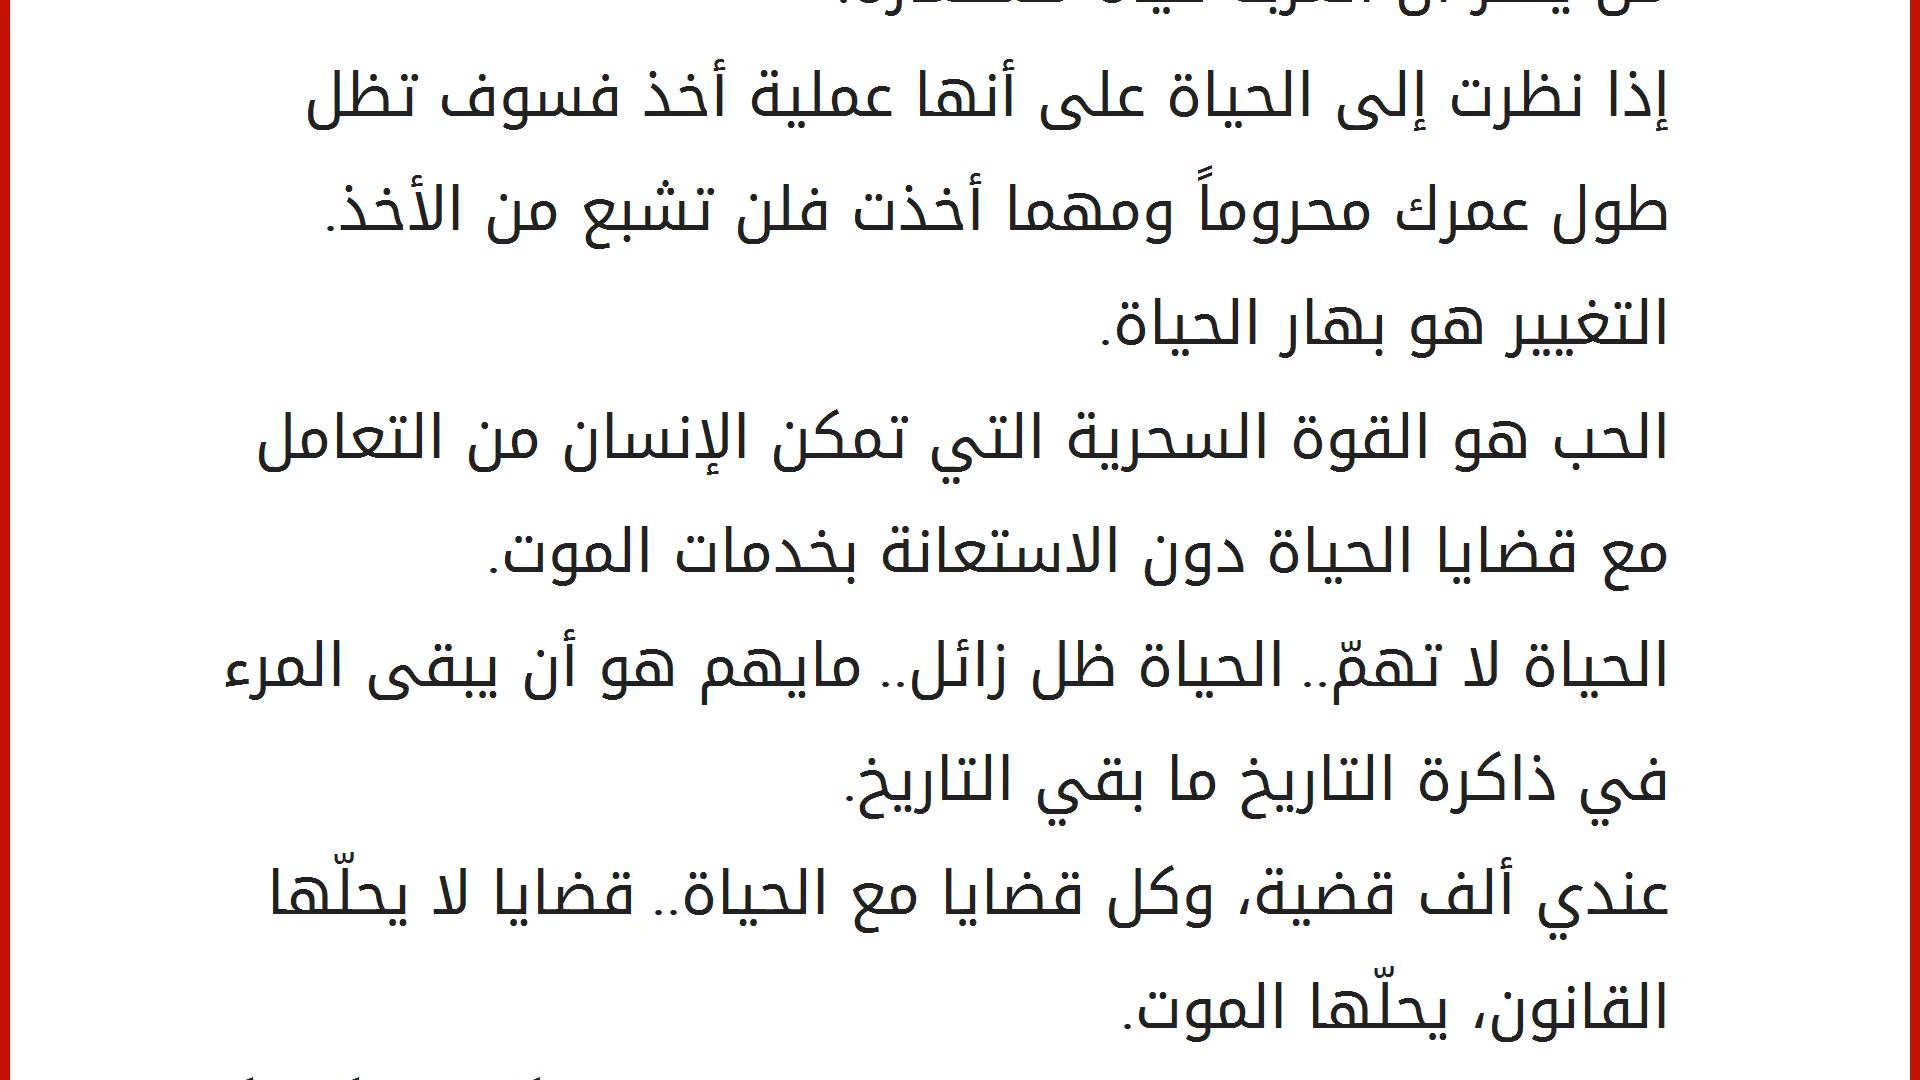 إذا نظرت إلى الحياة على أنها عملية أخذ فسوف تظل
طول عمرك محروماً ومهما أخذت فلن تشبع من الأخذ.
التغيير هو بهار الحياة.
الحب هو القوة السحرية التي تمكن الإنسان من التعامل
مع قضايا الحياة دون الاستعانة بخدمات الموت.
الحياة لا تهمّ.. الحياة ظل زائل.. مايهم هو أن يبقى المرء
في ذاكرة التاريخ ما بقي التاريخ.
عندي ألف قضية، وكل قضايا مع الحياة.. قضايا لا يحلّها
القانون، يحلّها الموت.